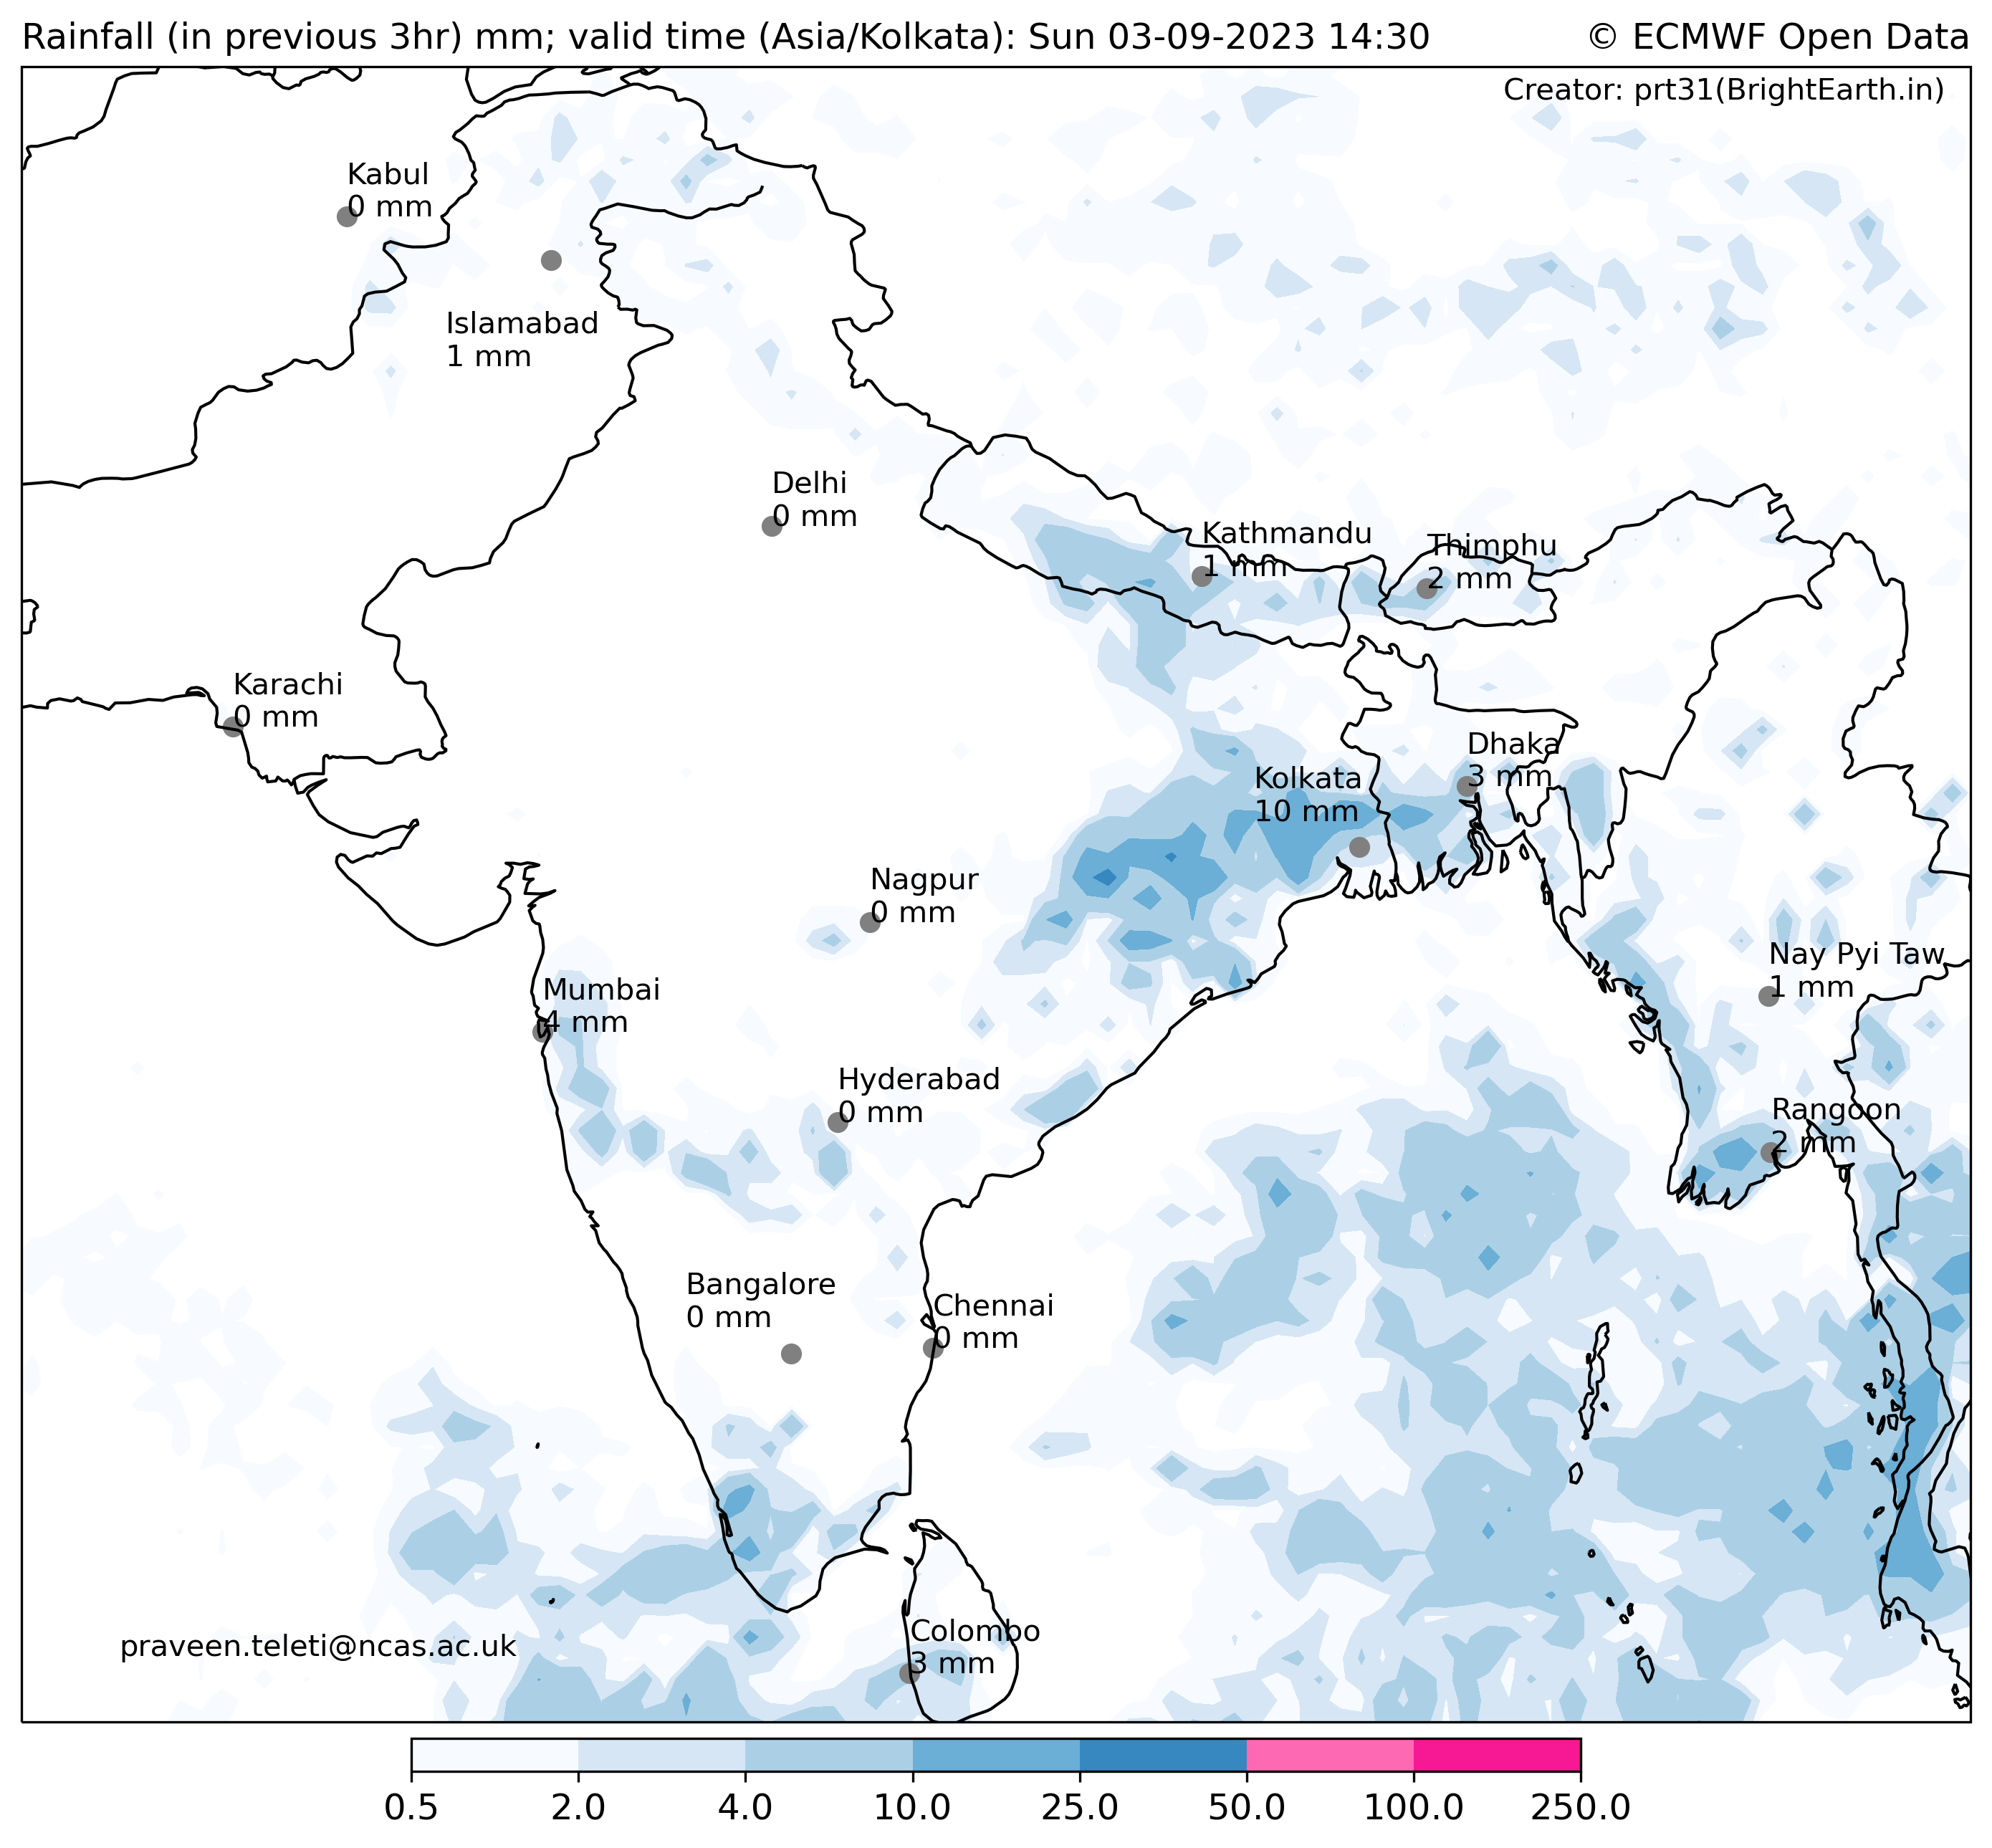 Rainfall (in previous 3hr) mm; valid time (Asia/Kolkata): Sun 03-09-2023 14:30
© ECMWF Open Data
Creator: prt31(BrightEarth.in)
Kabul
0 mm
Islamabad
1 mm
Delhi
0 mm
Kathmandu
1 mm
Thimphu
2 mm
Karachi
0 mm
Dhaka
3 mm
Kolkata
10 mm
Nagpur
0 mm
Nay Pyi Taw
1 mm
Mumbai
4 mm
Hyderabad
0 mm
Rangoon
2 mm
Bangalore
0 mm
Chennai
0 mm
Colombo
3 mm
praveen.teleti@ncas.ac.uk
0.5 2.0 4.0 10.0 25.0 50.0 100.0 250.0